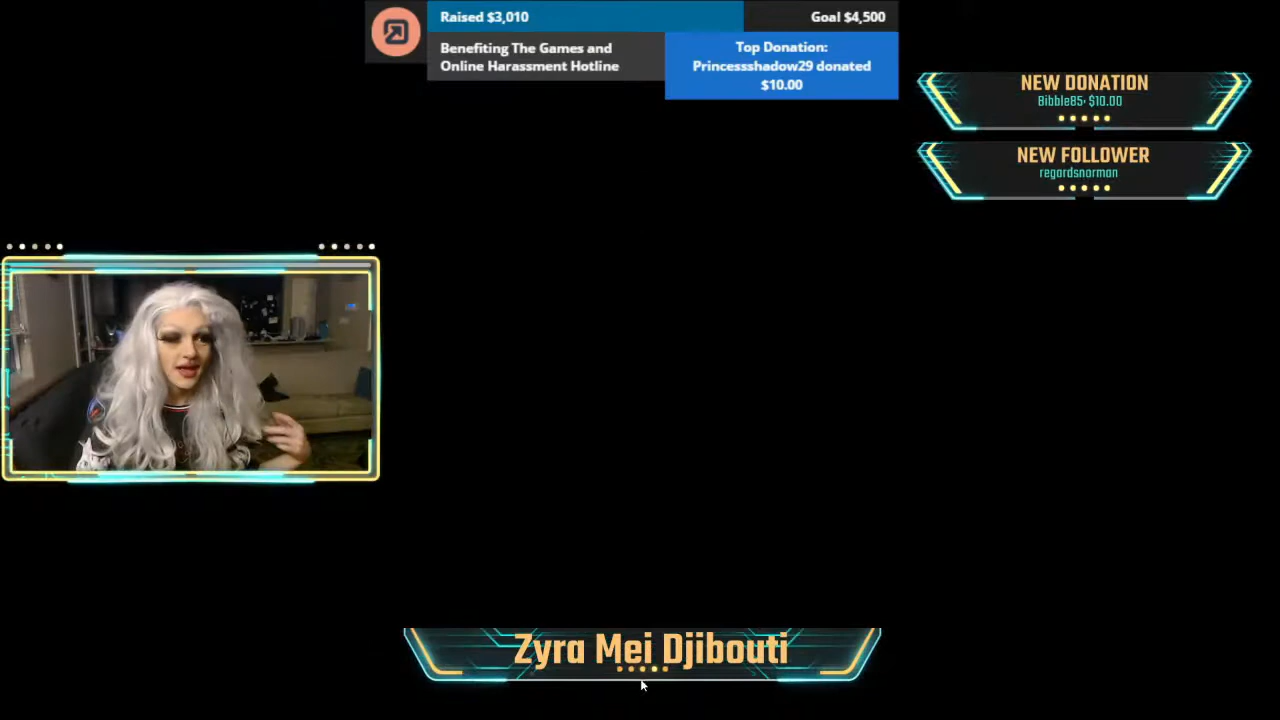 Raised $3,010
Goal $4,500
Benefiting The Games and
Online Harassment Hotline
Top Donation:
Princessshadow29 donated
$10.00
NEW DONATION
Bibble85• $10.00
NEW FOLLOWER
regardsnorman
Zyra Mei Djibouti